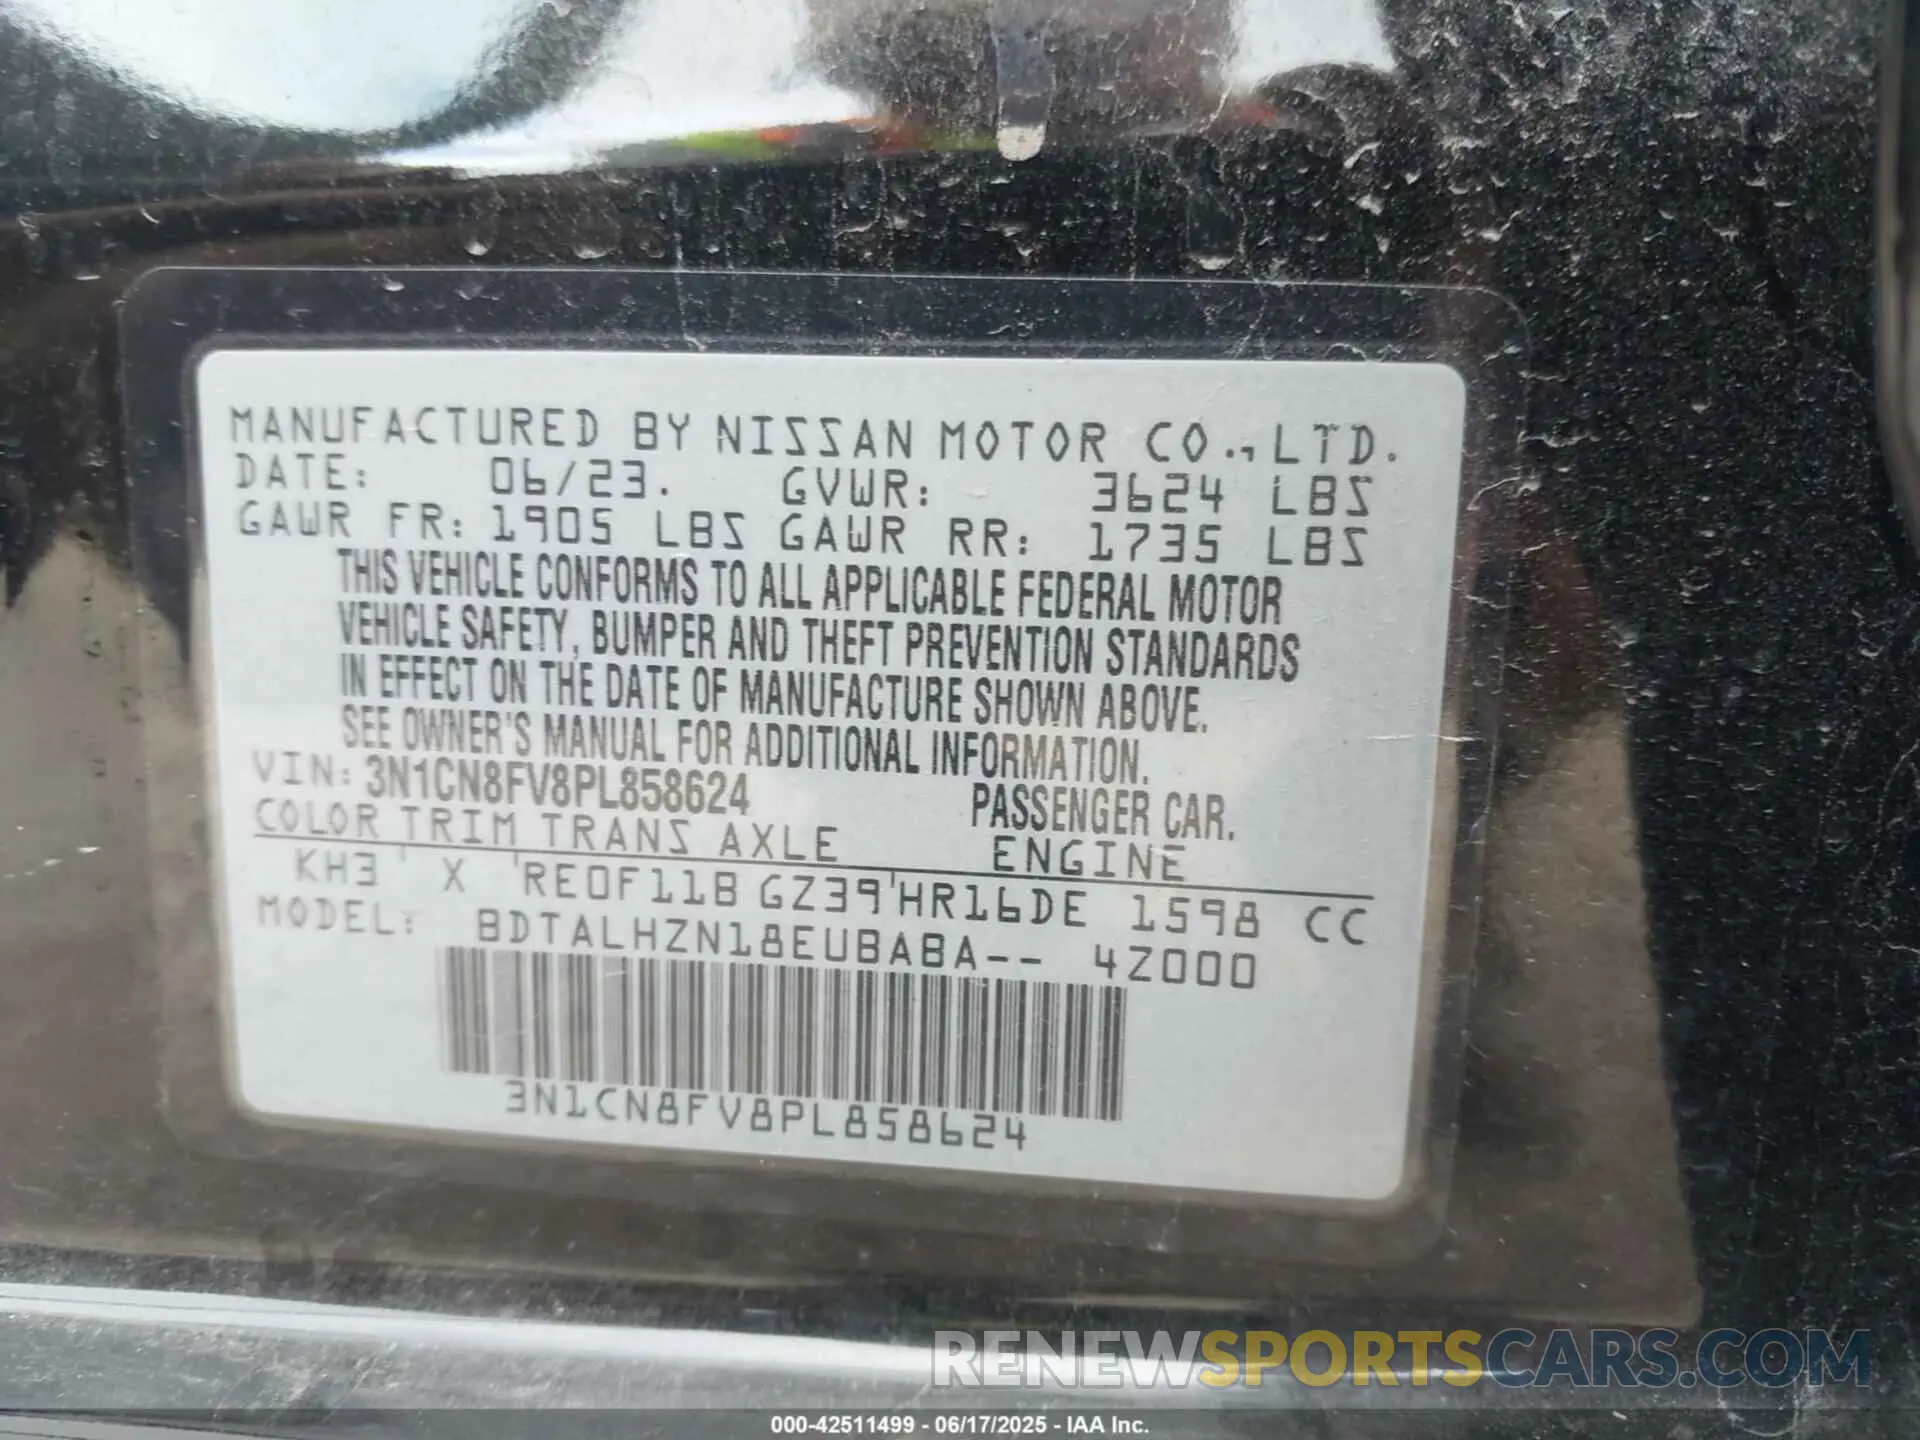 MANUFACTURED BY NISSAN MOTOR CO., LTD.
DATE: 06/23. GVWR: 3624 LBS
GAWR FR: 1905 LBS GAWR RR: 1735 LBS
THIS VEHICLE CONFORMS TO ALL APPLICABLE FEDERAL MOTOR
VEHICLE SAFETY, BUMPER AND THEFT PREVENTION STANDARDS
IN EFFECT ON THE DATE OF MANUFACTURE SHOWN ABOVE.
SEE OWNER'S MANUAL FOR ADDITIONAL INFORMATION.
VIN: 3N1CN8FV8PL858624 PASSENGER CAR.
COLOR TRIM TRANS AXLE ENGINE
KH3 ' X 'RE0F11B GZ39'HR16DE 1598 CC
MODEL: BDTALHZN18EUBABA-- 4Z000
3N1CN8FV8PL858624
RENEWSPORTSCARS.COM
000-42511499 - 06/17/2025 - IAA Inc.